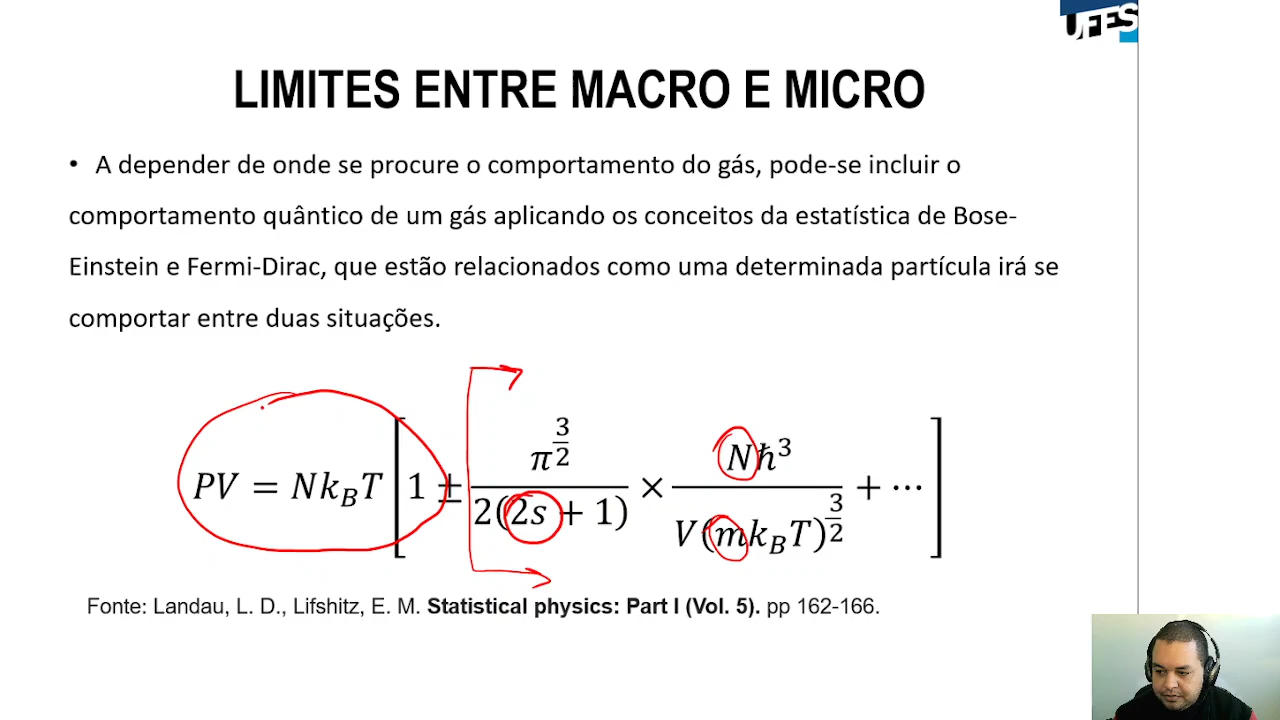 UFES
LIMITES ENTRE MACRO E MICRO
• A depender de onde se procure o comportamento do gás, pode-se incluir o
comportamento quântico de um gás aplicando os conceitos da estatística de Bose-
Einstein e Fermi-Dirac, que estão relacionados como uma determinada partícula irá se
comportar entre duas situações.
PV = Nk_BT [1 ± π^(3/2) / 2(2s + 1) × Nℏ³ / V(mk_BT)^(3/2) + ⋯]
Fonte: Landau, L. D., Lifshitz, E. M. Statistical physics: Part I (Vol. 5). pp 162-166.